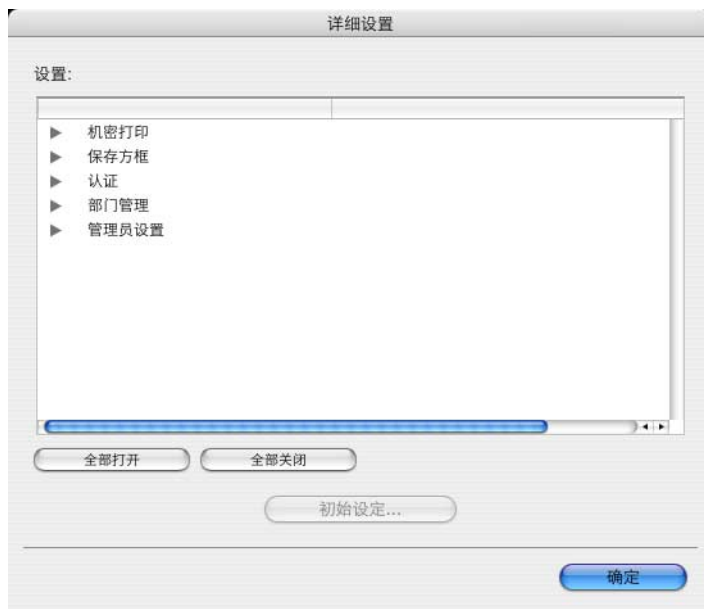 详细设置
设置:
机密打印
保存方框
认证
部门管理
管理员设置
全部打开 全部关闭
初始设定...
确定